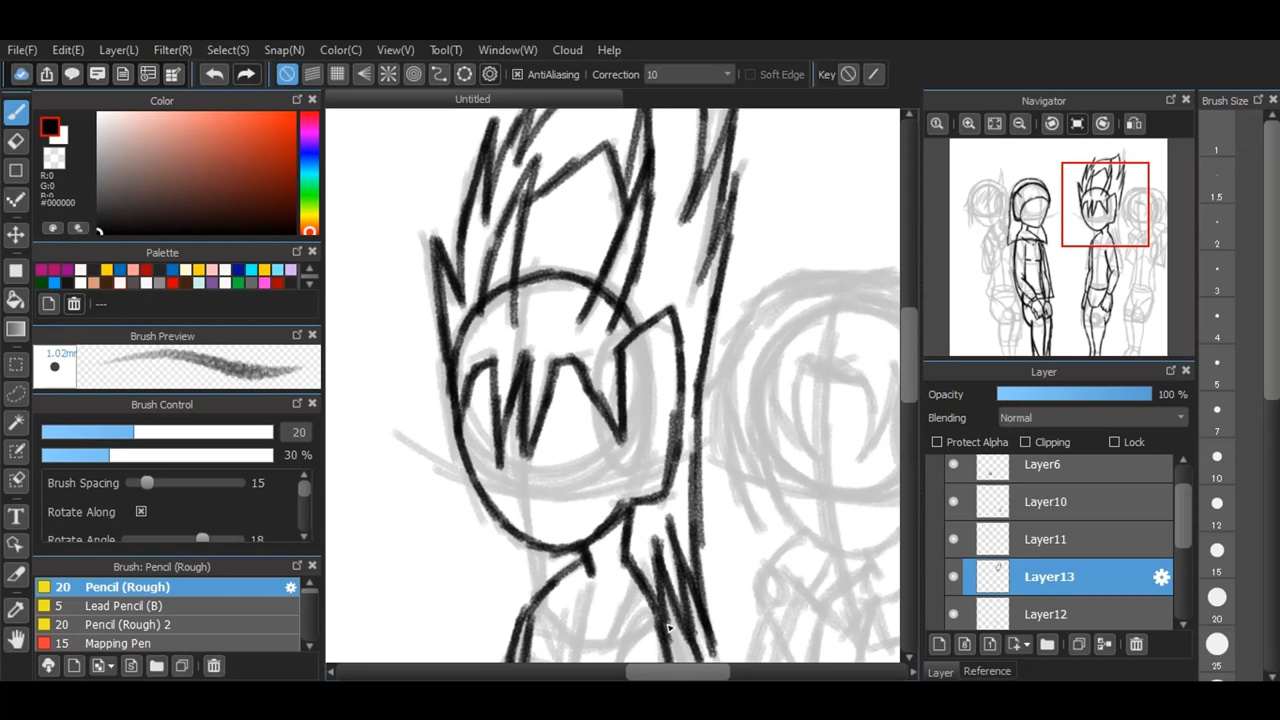 File(F) Edit(E) Layer(L) Filter(R) Select(S) Snap(N) Color(C) View(V) Tool(T) Window(W) Cloud Help
AntiAliasing Correction 10 Soft Edge Key
Color
R:0
G:0
B:0
#000000
Palette
---
Brush Preview
1.02mm
Brush Control
20
30 %
Brush Spacing 15
Rotate Along
Rotate Angle 18
Brush: Pencil (Rough)
20 Pencil (Rough)
5 Lead Pencil (B)
20 Pencil (Rough) 2
15 Mapping Pen
Untitled
Navigator
Layer
Opacity 100 %
Blending Normal
Protect Alpha Clipping Lock
Layer6
Layer10
Layer11
Layer13
Layer12
Layer Reference
Brush Size
1
1.5
2
3
4
5
7
10
12
15
20
25